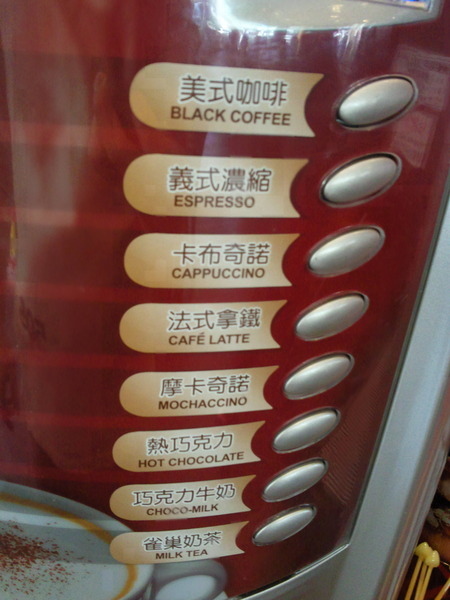 美式咖啡
BLACK COFFEE
義式濃縮
ESPRESSO
卡布奇諾
CAPPUCCINO
法式拿鐵
CAFÉ LATTE
摩卡奇諾
MOCHACCINO
熱巧克力
HOT CHOCOLATE
巧克力牛奶
CHOCO-MILK
雀巢奶茶
MILK TEA